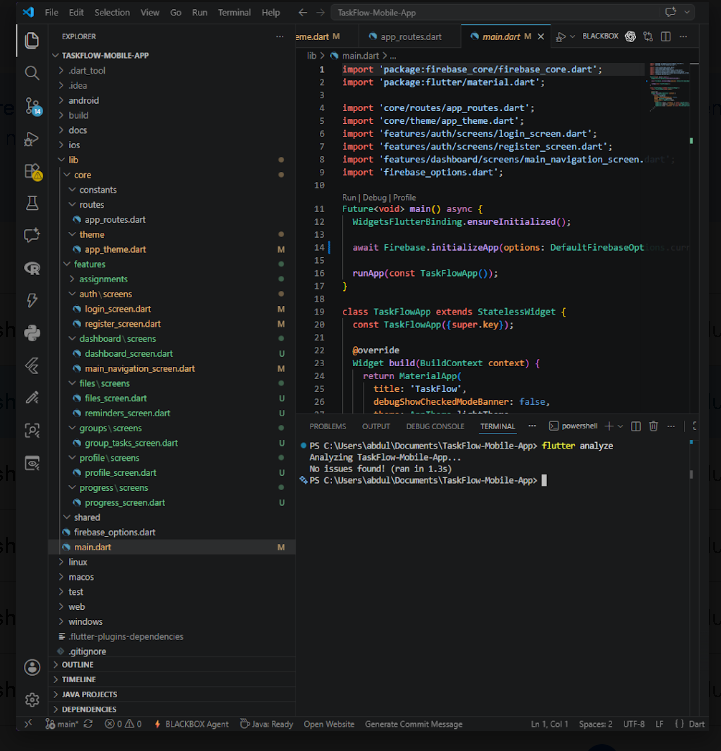 File Edit Selection View Go Run Terminal Help
TaskFlow-Mobile-App
EXPLORER
TASKFLOW-MOBILE-APP
.dart_tool
.idea
android
build
docs
ios
lib
core
constants
routes
app_routes.dart
theme
app_theme.dart M
features
assignments
auth\screens
login_screen.dart M
register_screen.dart M
dashboard\screens
dashboard_screen.dart U
main_navigation_screen.dart M
files\screens
files_screen.dart U
reminders_screen.dart U
groups\screens
group_tasks_screen.dart U
profile\screens
profile_screen.dart U
progress\screens
progress_screen.dart U
shared
firebase_options.dart
main.dart M
linux
macos
test
web
windows
.flutter-plugins-dependencies
.gitignore
OUTLINE
TIMELINE
JAVA PROJECTS
DEPENDENCIES
14
eme.dart M
app_routes.dart
main.dart M
BLACKBOX
lib > main.dart > ...
1 import 'package:firebase_core/firebase_core.dart';
2 import 'package:flutter/material.dart';
3
4 import 'core/routes/app_routes.dart';
5 import 'core/theme/app_theme.dart';
6 import 'features/auth/screens/login_screen.dart';
7 import 'features/auth/screens/register_screen.dart';
8 import 'features/dashboard/screens/main_navigation_screen.dart';
9 import 'firebase_options.dart';
10
Run | Debug | Profile
11 Future<void> main() async {
12 WidgetsFlutterBinding.ensureInitialized();
13
14 await Firebase.initializeApp(options: DefaultFirebaseOptions.curr
15
16 runApp(const TaskFlowApp());
17 }
18
19 class TaskFlowApp extends StatelessWidget {
20 const TaskFlowApp({super.key});
21
22 @override
23 Widget build(BuildContext context) {
24 return MaterialApp(
25 title: 'TaskFlow',
26 debugShowCheckedModeBanner: false,
27 theme: AppTheme.lightTheme
PROBLEMS OUTPUT DEBUG CONSOLE TERMINAL
powershell
PS C:\Users\abdul\Documents\TaskFlow-Mobile-App> flutter analyze
Analyzing TaskFlow-Mobile-App...
No issues found! (ran in 1.3s)
PS C:\Users\abdul\Documents\TaskFlow-Mobile-App>
main* 0 0 BLACKBOX Agent Java: Ready Open Website Generate Commit Message Ln 1, Col 1 Spaces: 2 UTF-8 LF { } Dart